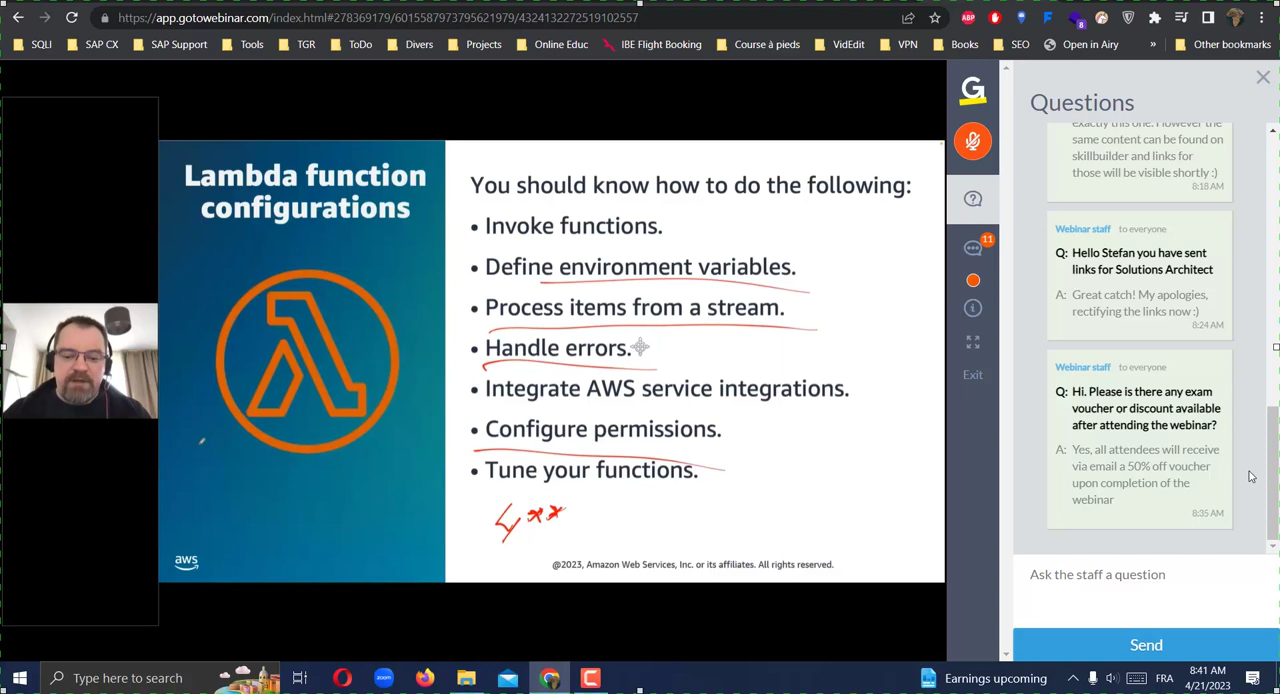 https://app.gotowebinar.com/index.html#278369179/6015587973795621979/4324132272519102557
ABP
8
SQLI
SAP CX
SAP Support
Tools
TGR
ToDo
Divers
Projects
Online Educ
IBE Flight Booking
Course à pieds
VidEdit
VPN
Books
SEO
Open in Airy
»
Other bookmarks
Lambda function
configurations
aws
You should know how to do the following:
• Invoke functions.
• Define environment variables.
• Process items from a stream.
• Handle errors.
• Integrate AWS service integrations.
• Configure permissions.
• Tune your functions.
@2023, Amazon Web Services, Inc. or its affiliates. All rights reserved.
G
11
Exit
Questions
exactly this one. However the
same content can be found on
skillbuilder and links for
those will be visible shortly :)
8:18 AM
Webinar staff to everyone
Q: Hello Stefan you have sent
links for Solutions Architect
A: Great catch! My apologies,
rectifying the links now :)
8:24 AM
Webinar staff to everyone
Q: Hi. Please is there any exam
voucher or discount available
after attending the webinar?
A: Yes, all attendees will receive
via email a 50% off voucher
upon completion of the
webinar
8:35 AM
Ask the staff a question
Send
Type here to search
zoom
Earnings upcoming
FRA
8:41 AM
4/21/2023